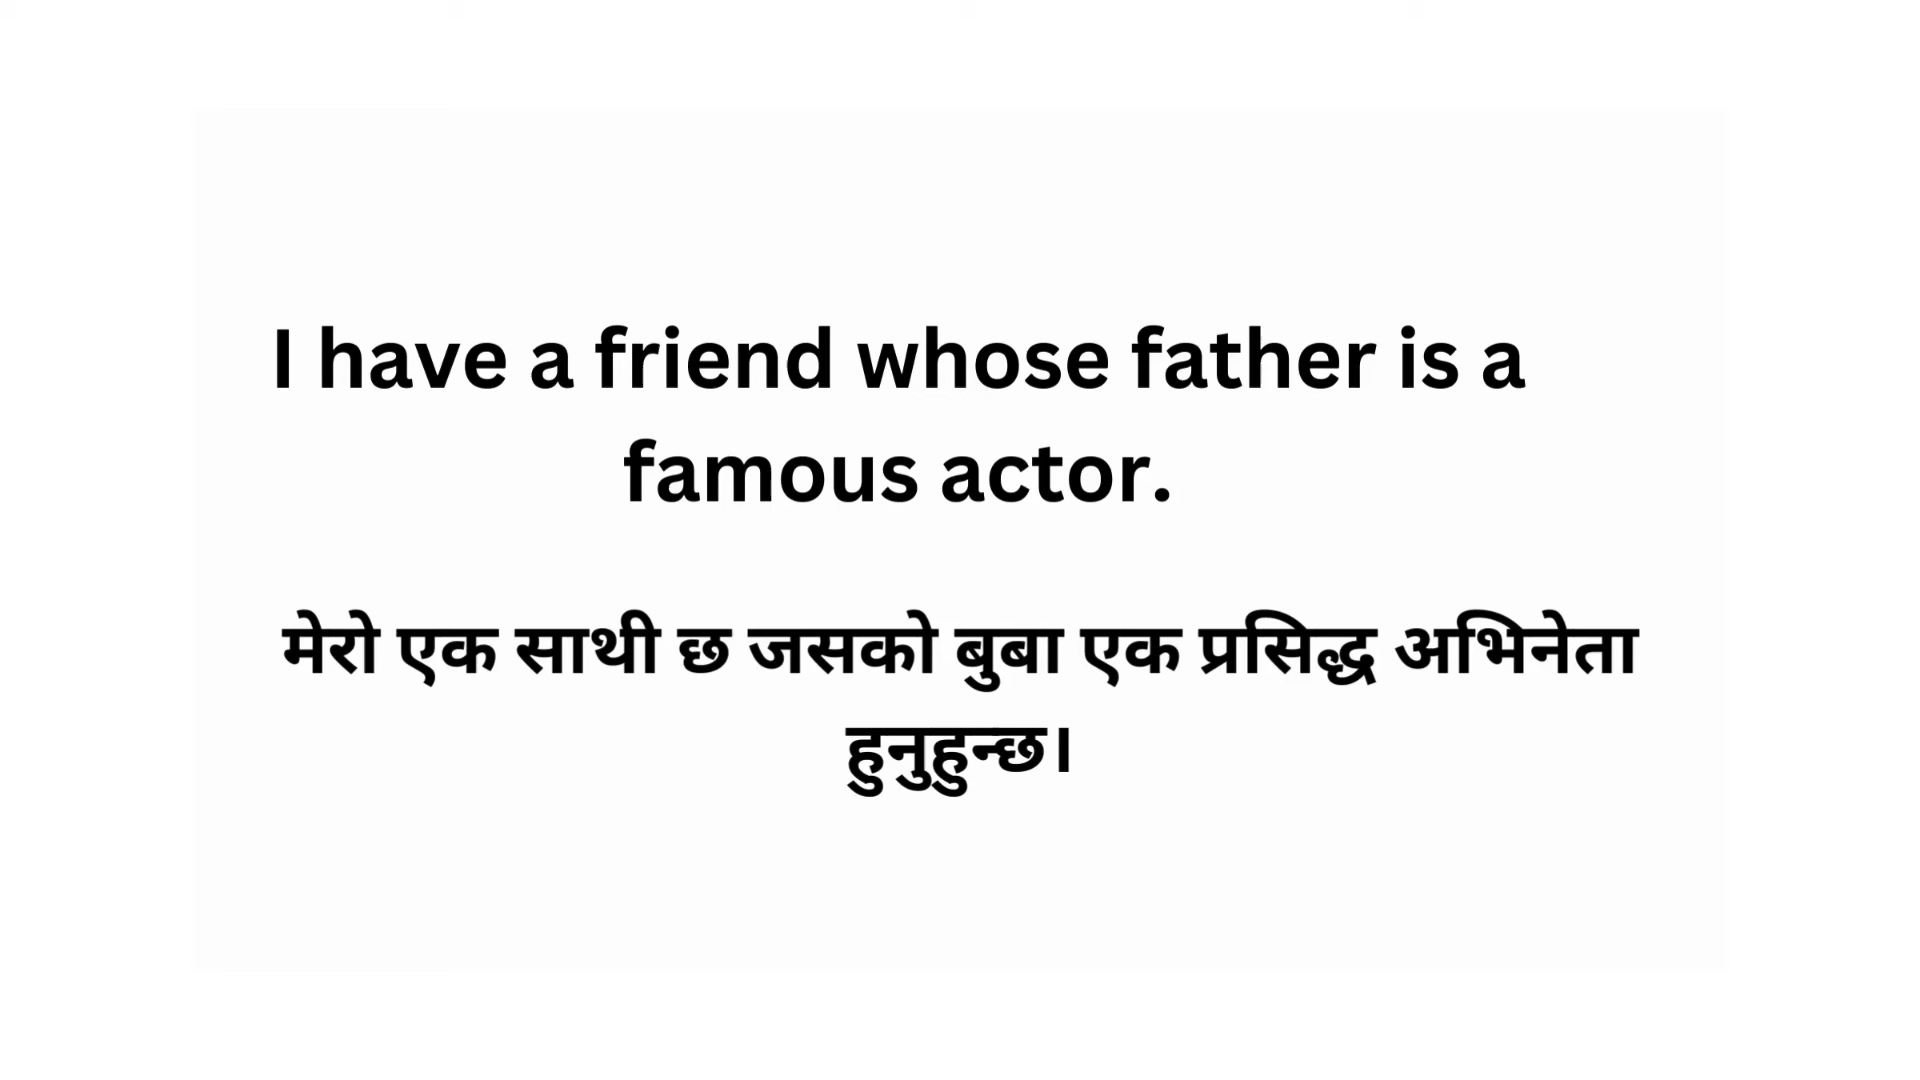 I have a friend whose father is a
famous actor.
मेरो एक साथी छ जसको बुबा एक प्रसिद्ध अभिनेता
हुनुहुन्छ।